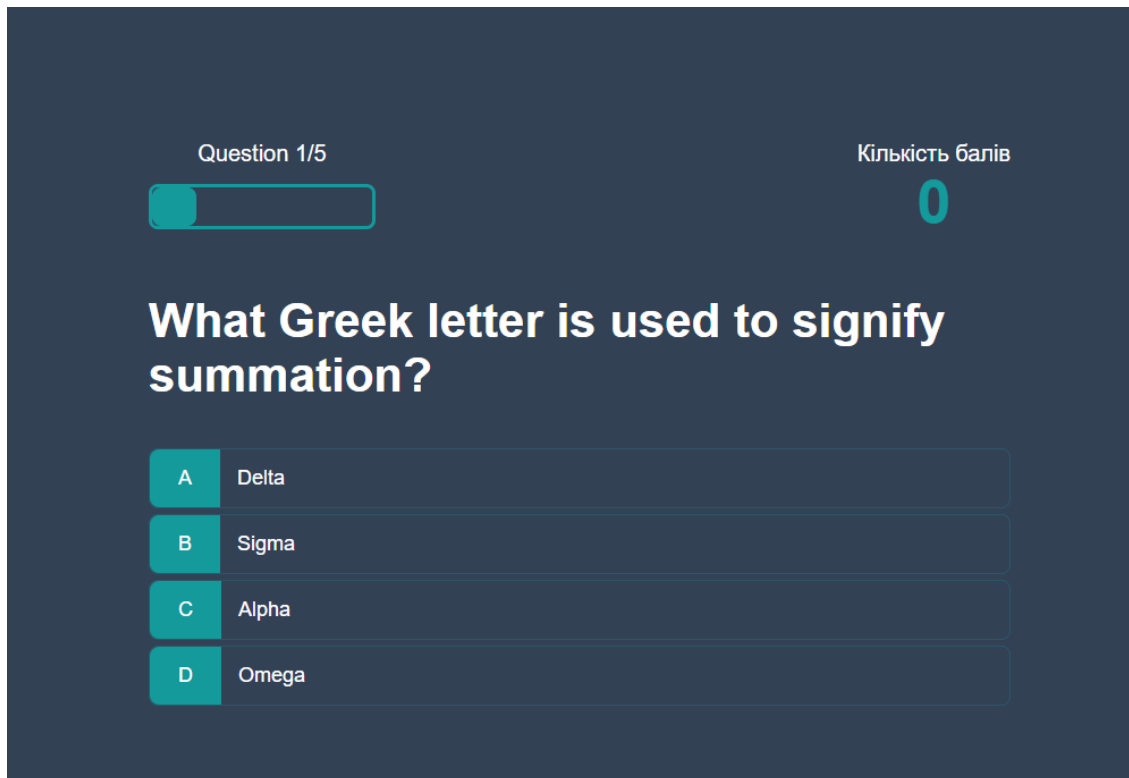 Question 1/5
Кількість балів
0
What Greek letter is used to signify
summation?
A Delta
B Sigma
C Alpha
D Omega